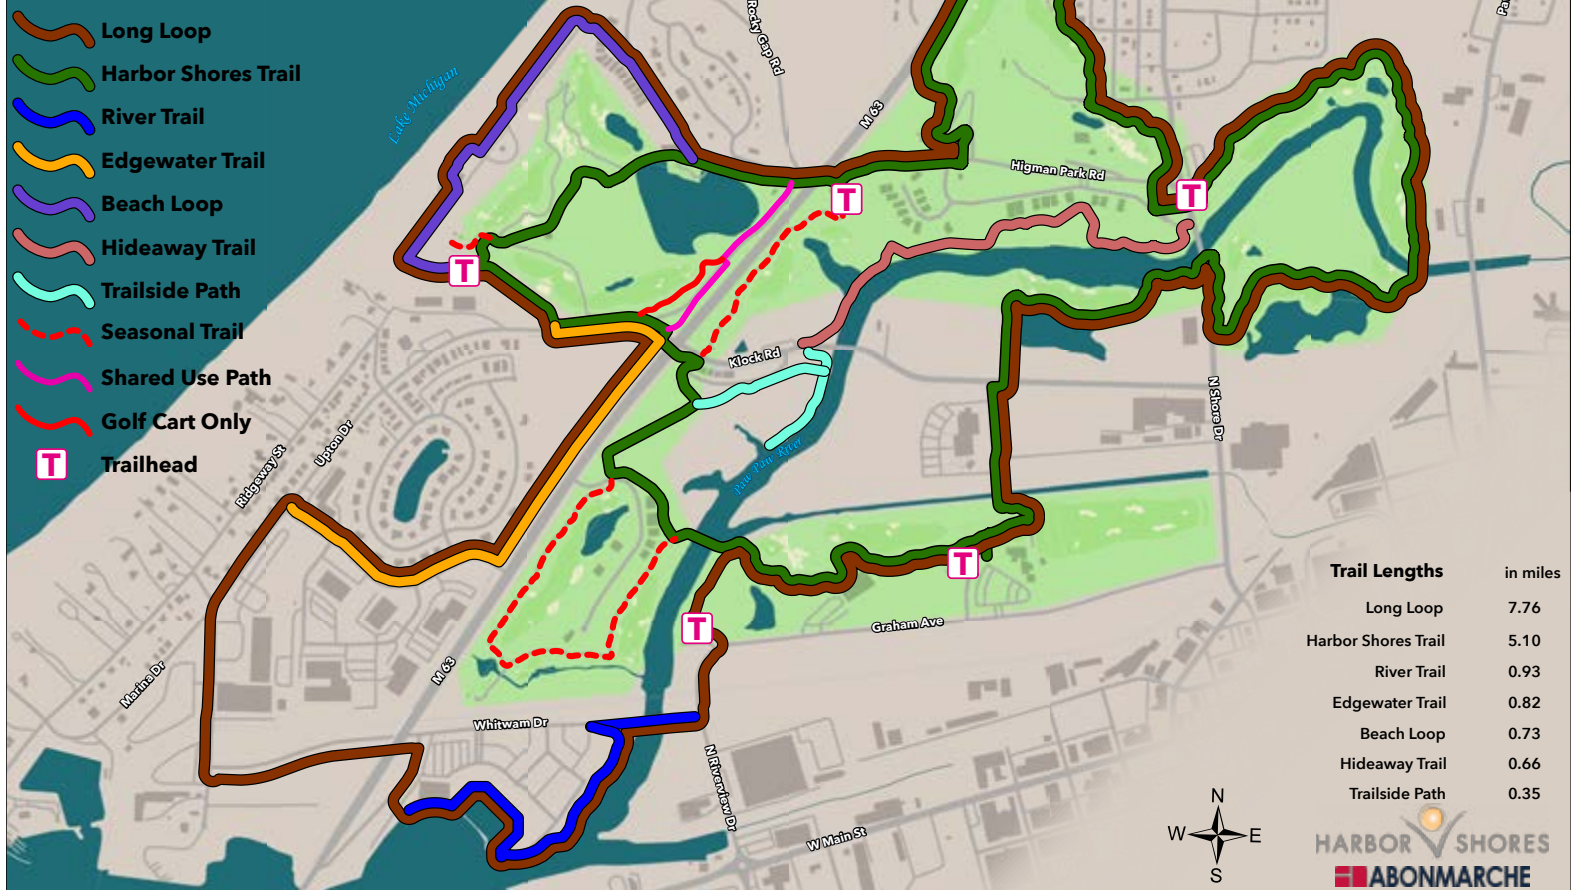 Long Loop
Harbor Shores Trail
River Trail
Edgewater Trail
Beach Loop
Hideaway Trail
Trailside Path
Seasonal Trail
Shared Use Path
Golf Cart Only
T Trailhead
Lake Michigan
Rocky Gap Rd
M 63
Higman Park Rd
T
T
T
Klock Rd
N Shore Dr
Paw Paw River
Upton Dr
Ridgeway St
Marina Dr
M 63
T
T
Graham Ave
Whitwam Dr
N Riverview Dr
W Main St
Trail Lengths in miles
Long Loop 7.76
Harbor Shores Trail 5.10
River Trail 0.93
Edgewater Trail 0.82
Beach Loop 0.73
Hideaway Trail 0.66
Trailside Path 0.35
N
W E
S
HARBOR SHORES
ABONMARCHE